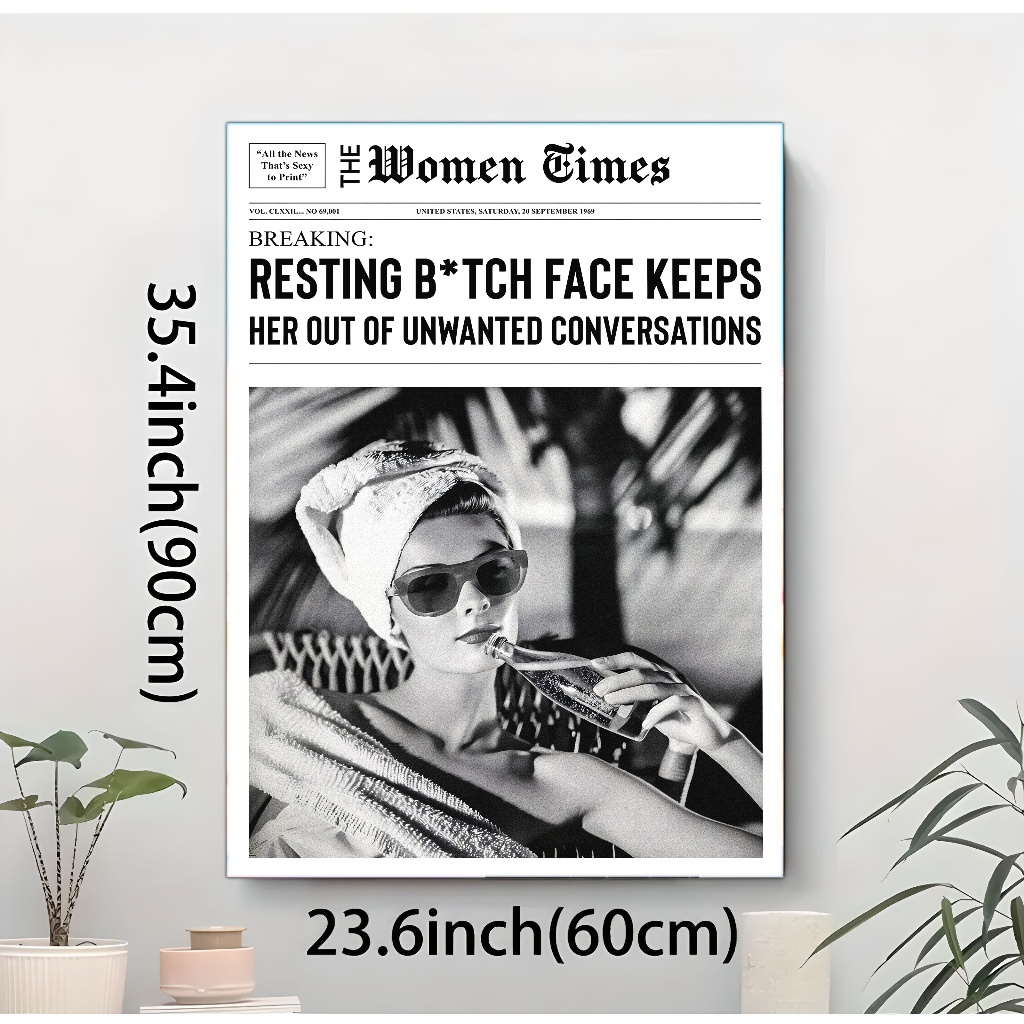 "All the News
That's Sexy
to Print"
THE Women Times
VOL. CLXXII... NO 69,001
UNITED STATES, SATURDAY, 20 SEPTEMBER 1969
BREAKING:
RESTING B*TCH FACE KEEPS
HER OUT OF UNWANTED CONVERSATIONS
35.4inch(90cm)
23.6inch(60cm)